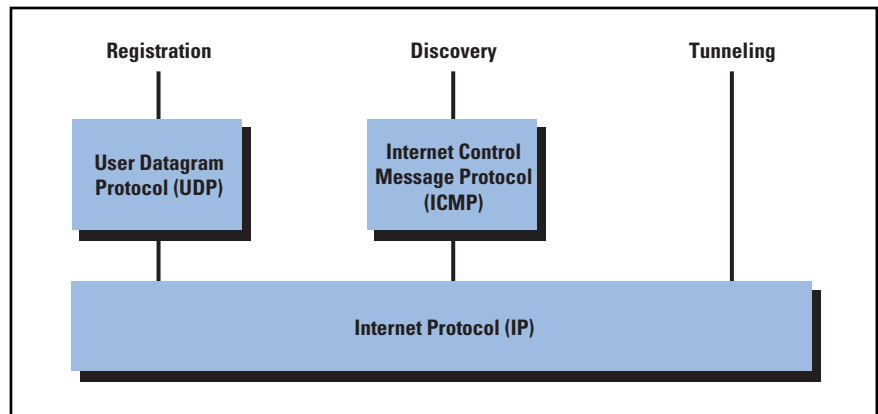 Registration
Discovery
Tunneling
User Datagram
Protocol (UDP)
Internet Control
Message Protocol
(ICMP)
Internet Protocol (IP)